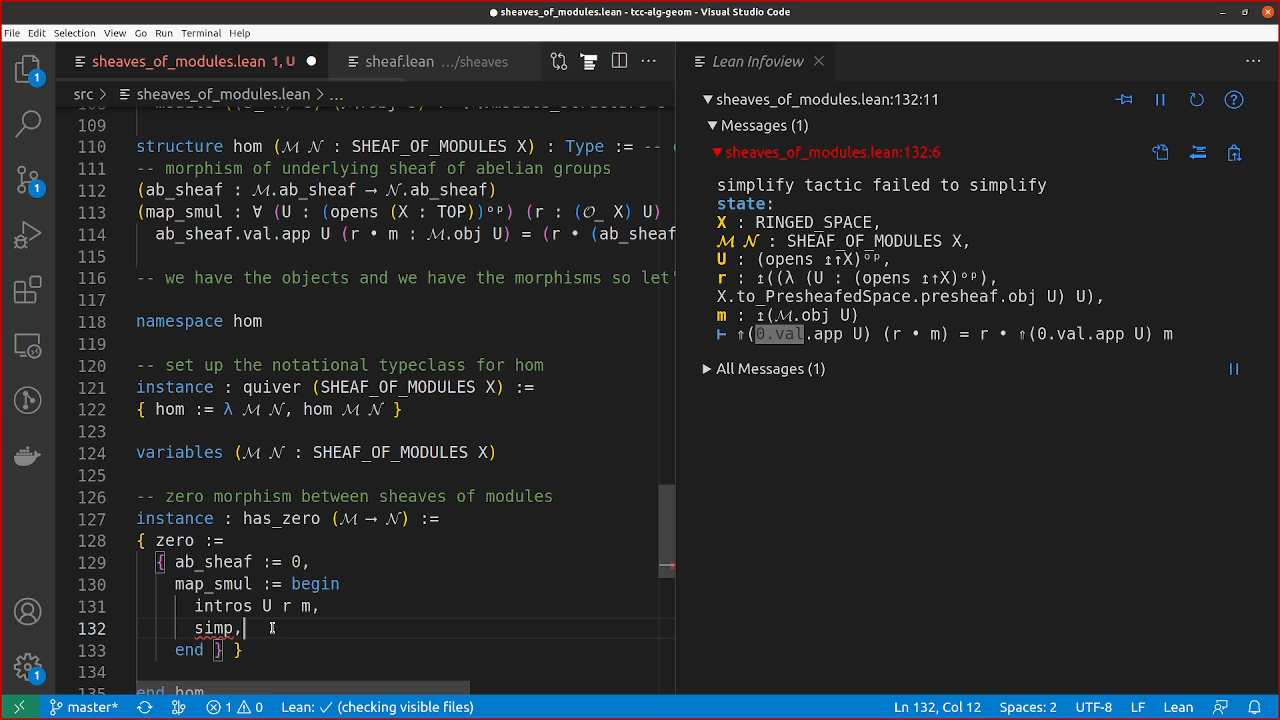 ● sheaves_of_modules.lean - tcc-alg-geom - Visual Studio Code
File Edit Selection View Go Run Terminal Help
sheaves_of_modules.lean 1, U ● sheaf.lean .../sheaves
src > sheaves_of_modules.lean > ...
109
110 structure hom (ℳ 𝒩 : SHEAF_OF_MODULES X) : Type := --
111 -- morphism of underlying sheaf of abelian groups
112 (ab_sheaf : ℳ.ab_sheaf ⟶ 𝒩.ab_sheaf)
113 (map_smul : ∀ (U : (opens (X : TOP))ᵒᵖ) (r : (𝒪_ X) U)
114 ab_sheaf.val.app U (r • m : ℳ.obj U) = (r • (ab_sheaf
115
116 -- we have the objects and we have the morphisms so let'
117
118 namespace hom
119
120 -- set up the notational typeclass for hom
121 instance : quiver (SHEAF_OF_MODULES X) :=
122 { hom := λ ℳ 𝒩, hom ℳ 𝒩 }
123
124 variables (ℳ 𝒩 : SHEAF_OF_MODULES X)
125
126 -- zero morphism between sheaves of modules
127 instance : has_zero (ℳ ⟶ 𝒩) :=
128 { zero :=
129 { ab_sheaf := 0,
130 map_smul := begin
131 intros U r m,
132 simp,
133 end } }
134
135 end hom
Lean Infoview
sheaves_of_modules.lean:132:11
Messages (1)
sheaves_of_modules.lean:132:6
simplify tactic failed to simplify
state:
X : RINGED_SPACE,
ℳ 𝒩 : SHEAF_OF_MODULES X,
U : (opens ↥↑X)ᵒᵖ,
r : ↥((λ (U : (opens ↥↑X)ᵒᵖ),
X.to_PresheafedSpace.presheaf.obj U) U),
m : ↥(ℳ.obj U)
⊢ ⇑(0.val.app U) (r • m) = r • ⇑(0.val.app U) m
All Messages (1)
1
1
1
master* 1 0 Lean: ✓ (checking visible files) Ln 132, Col 12 Spaces: 2 UTF-8 LF Lean